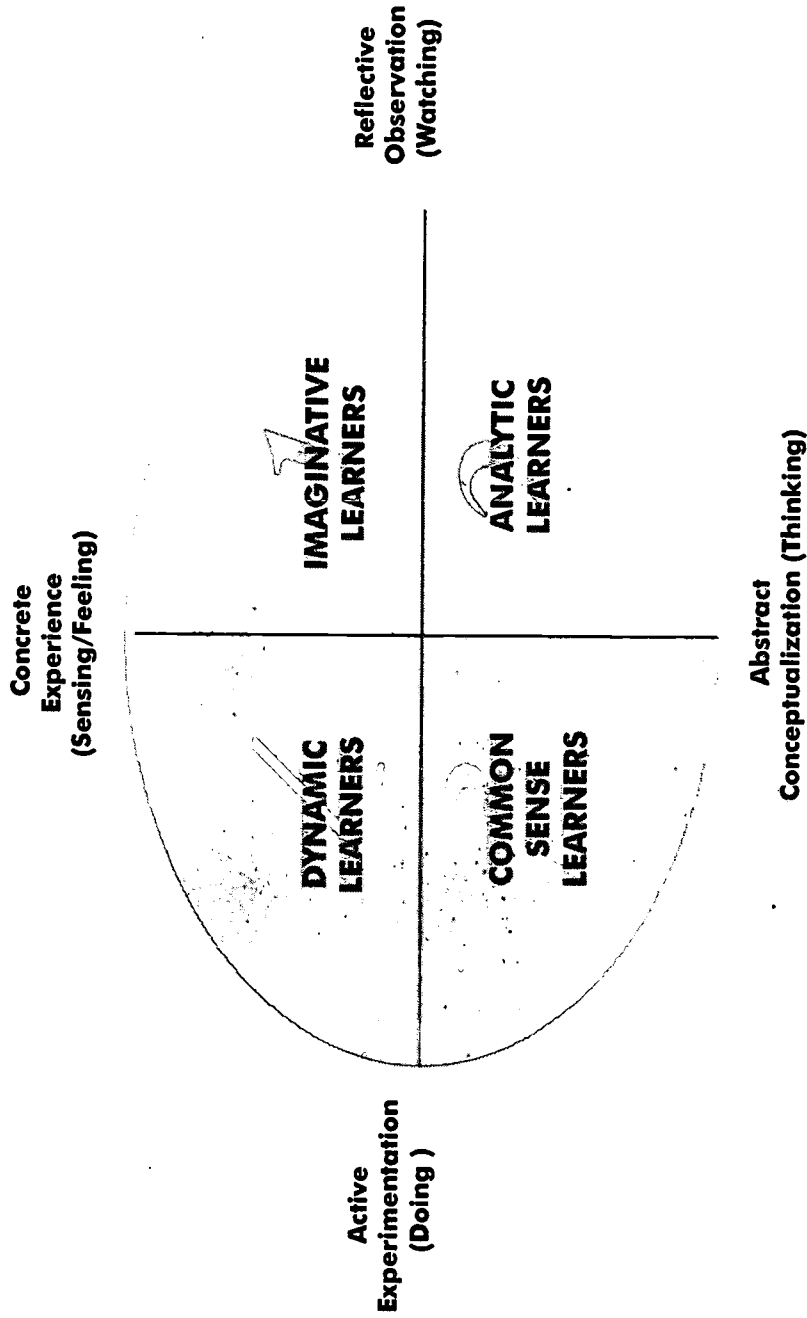 Concrete
Experience
(Sensing/Feeling)
DYNAMIC
LEARNERS
IMAGINATIVE
LEARNERS
Active
Experimentation
(Doing )
Reflective
Observation
(Watching)
COMMON
SENSE
LEARNERS
ANALYTIC
LEARNERS
Abstract
Conceptualization (Thinking)